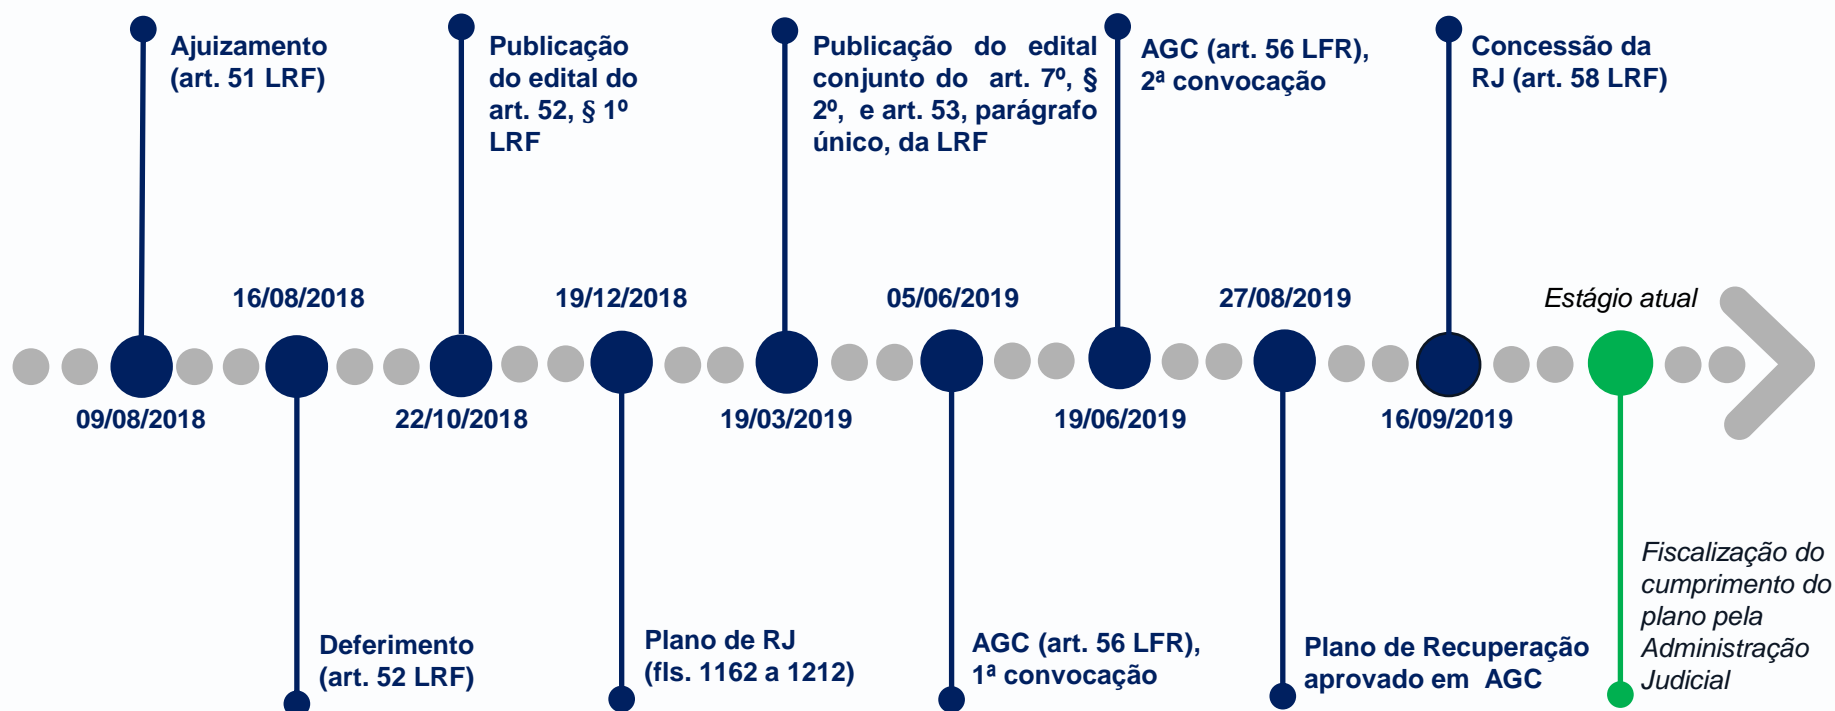 Ajuizamento
(art. 51 LRF)
Publicação
do edital do
art. 52, § 1º
LRF
Publicação do edital
conjunto do art. 7º, §
2º, e art. 53, parágrafo
único, da LRF
AGC (art. 56 LFR),
2ª convocação
Concessão da
RJ (art. 58 LRF)
16/08/2018
19/12/2018
05/06/2019
27/08/2019
Estágio atual
09/08/2018
22/10/2018
19/03/2019
19/06/2019
16/09/2019
Deferimento
(art. 52 LRF)
Plano de RJ
(fls. 1162 a 1212)
AGC (art. 56 LFR),
1ª convocação
Plano de Recuperação
aprovado em AGC
Fiscalização do
cumprimento do
plano pela
Administração
Judicial